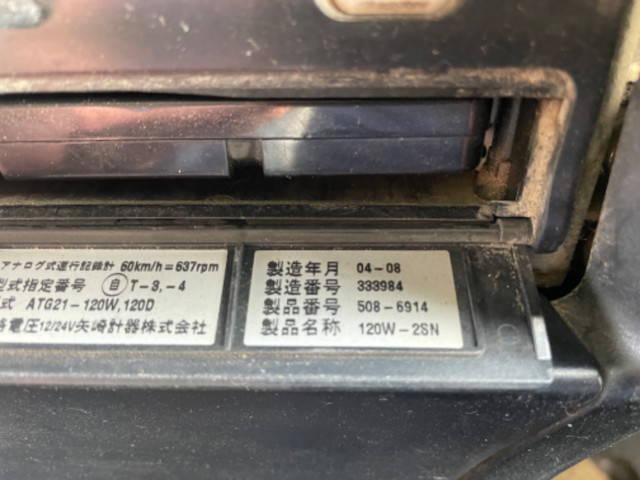 アナログ式運行記録計 60km/h=637rpm
型式指定番号 自 T-3,-4
式 ATG21-120W,120D
電圧12/24V矢崎計器株式会社
製造年月 04-08
製造番号 333984
製品番号 508-6914
製品名称 120W-2SN